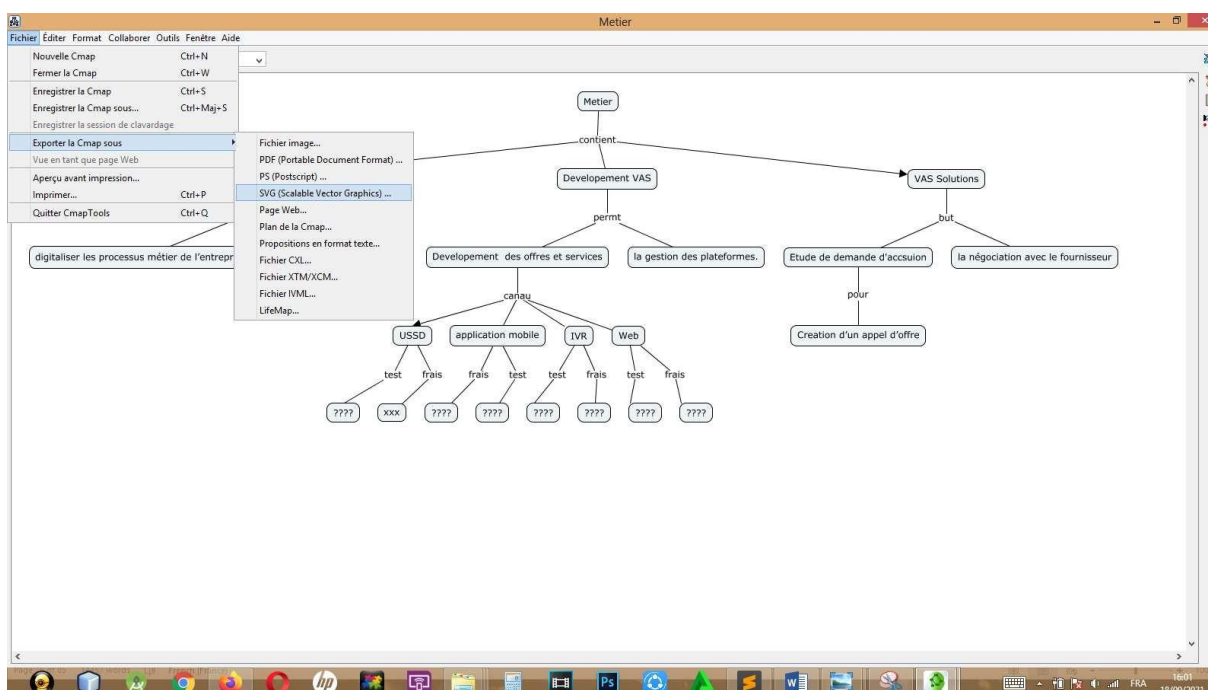 Metier
Fichier Éditer Format Collaborer Outils Fenêtre Aide
Nouvelle Cmap Ctrl+N
Fermer la Cmap Ctrl+W
Enregistrer la Cmap Ctrl+S
Enregistrer la Cmap sous... Ctrl+Maj+S
Enregistrer la session de clavardage
Exporter la Cmap sous
Vue en tant que page Web
Aperçu avant impression...
Imprimer... Ctrl+P
Quitter CmapTools Ctrl+Q
Fichier image...
PDF (Portable Document Format) ...
PS (Postscript) ...
SVG (Scalable Vector Graphics) ...
Page Web...
Plan de la Cmap...
Propositions en format texte...
Fichier CXL...
Fichier XTM/XCM...
Fichier IVML...
LifeMap...
Metier
contient
Developement VAS
VAS Solutions
permt
but
digitaliser les processus métier de l'entrepr
Developement des offres et services
la gestion des plateformes.
Etude de demande d'accsuion
la négociation avec le fournisseur
canau
pour
USSD
application mobile
IVR
Web
Creation d'un appel d'offre
test frais frais test test frais test frais
???? xxx ???? ???? ???? ???? ???? ????
hp
Ps
FRA
16:01